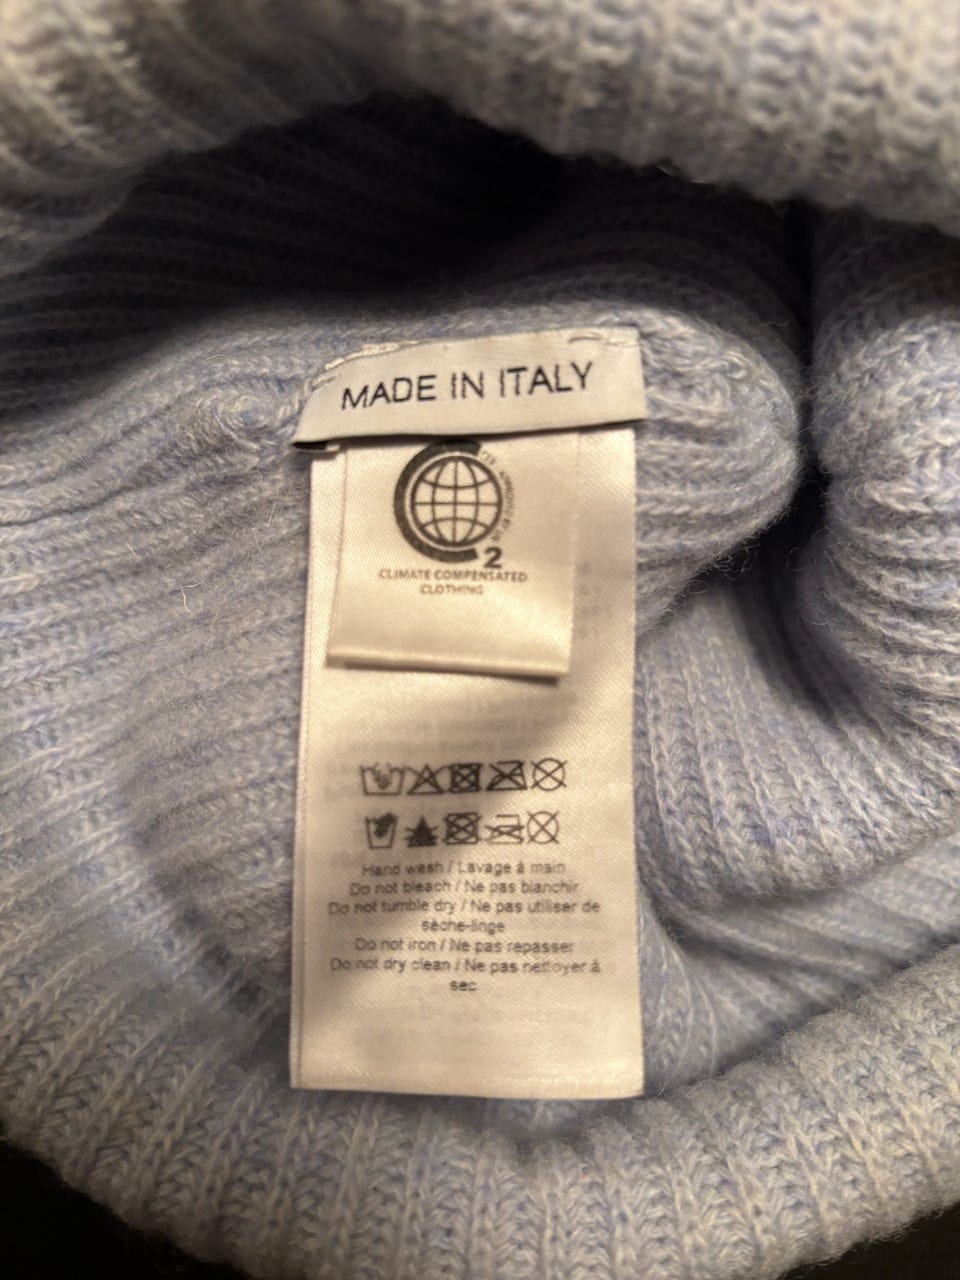 MADE IN ITALY
2
CLIMATE COMPENSATED
CLOTHING
Hand wash / Lavage à main
Do not bleach / Ne pas blanchir
Do not tumble dry / Ne pas utiliser de
sèche-linge
Do not iron / Ne pas repasser
Do not dry clean / Ne pas nettoyer à
sec